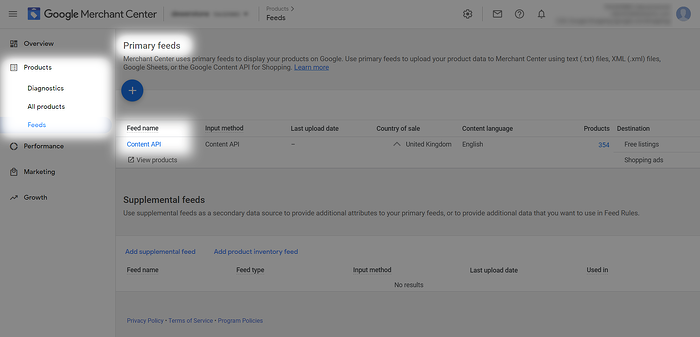 Google Merchant Center
Products
Feeds
Overview
Products
Diagnostics
All products
Feeds
Performance
Marketing
Growth
Primary feeds
Merchant Center uses primary feeds to display your products on Google. Use primary feeds to upload your product data to Merchant Center using text (.txt) files, XML (.xml) files,
Google Sheets, or the Google Content API for Shopping. Learn more
Feed name Input method Last upload date Country of sale Content language Products Destination
Content API Content API – United Kingdom English 354 Free listings
View products Shopping ads
Supplemental feeds
Use supplemental feeds as a secondary data source to provide additional attributes to your primary feeds, or to provide additional data that you want to use in Feed Rules.
Add supplemental feed Add product inventory feed
Feed name Feed type Input method Last upload date Used in
No results
Privacy Policy • Terms of Service • Program Policies